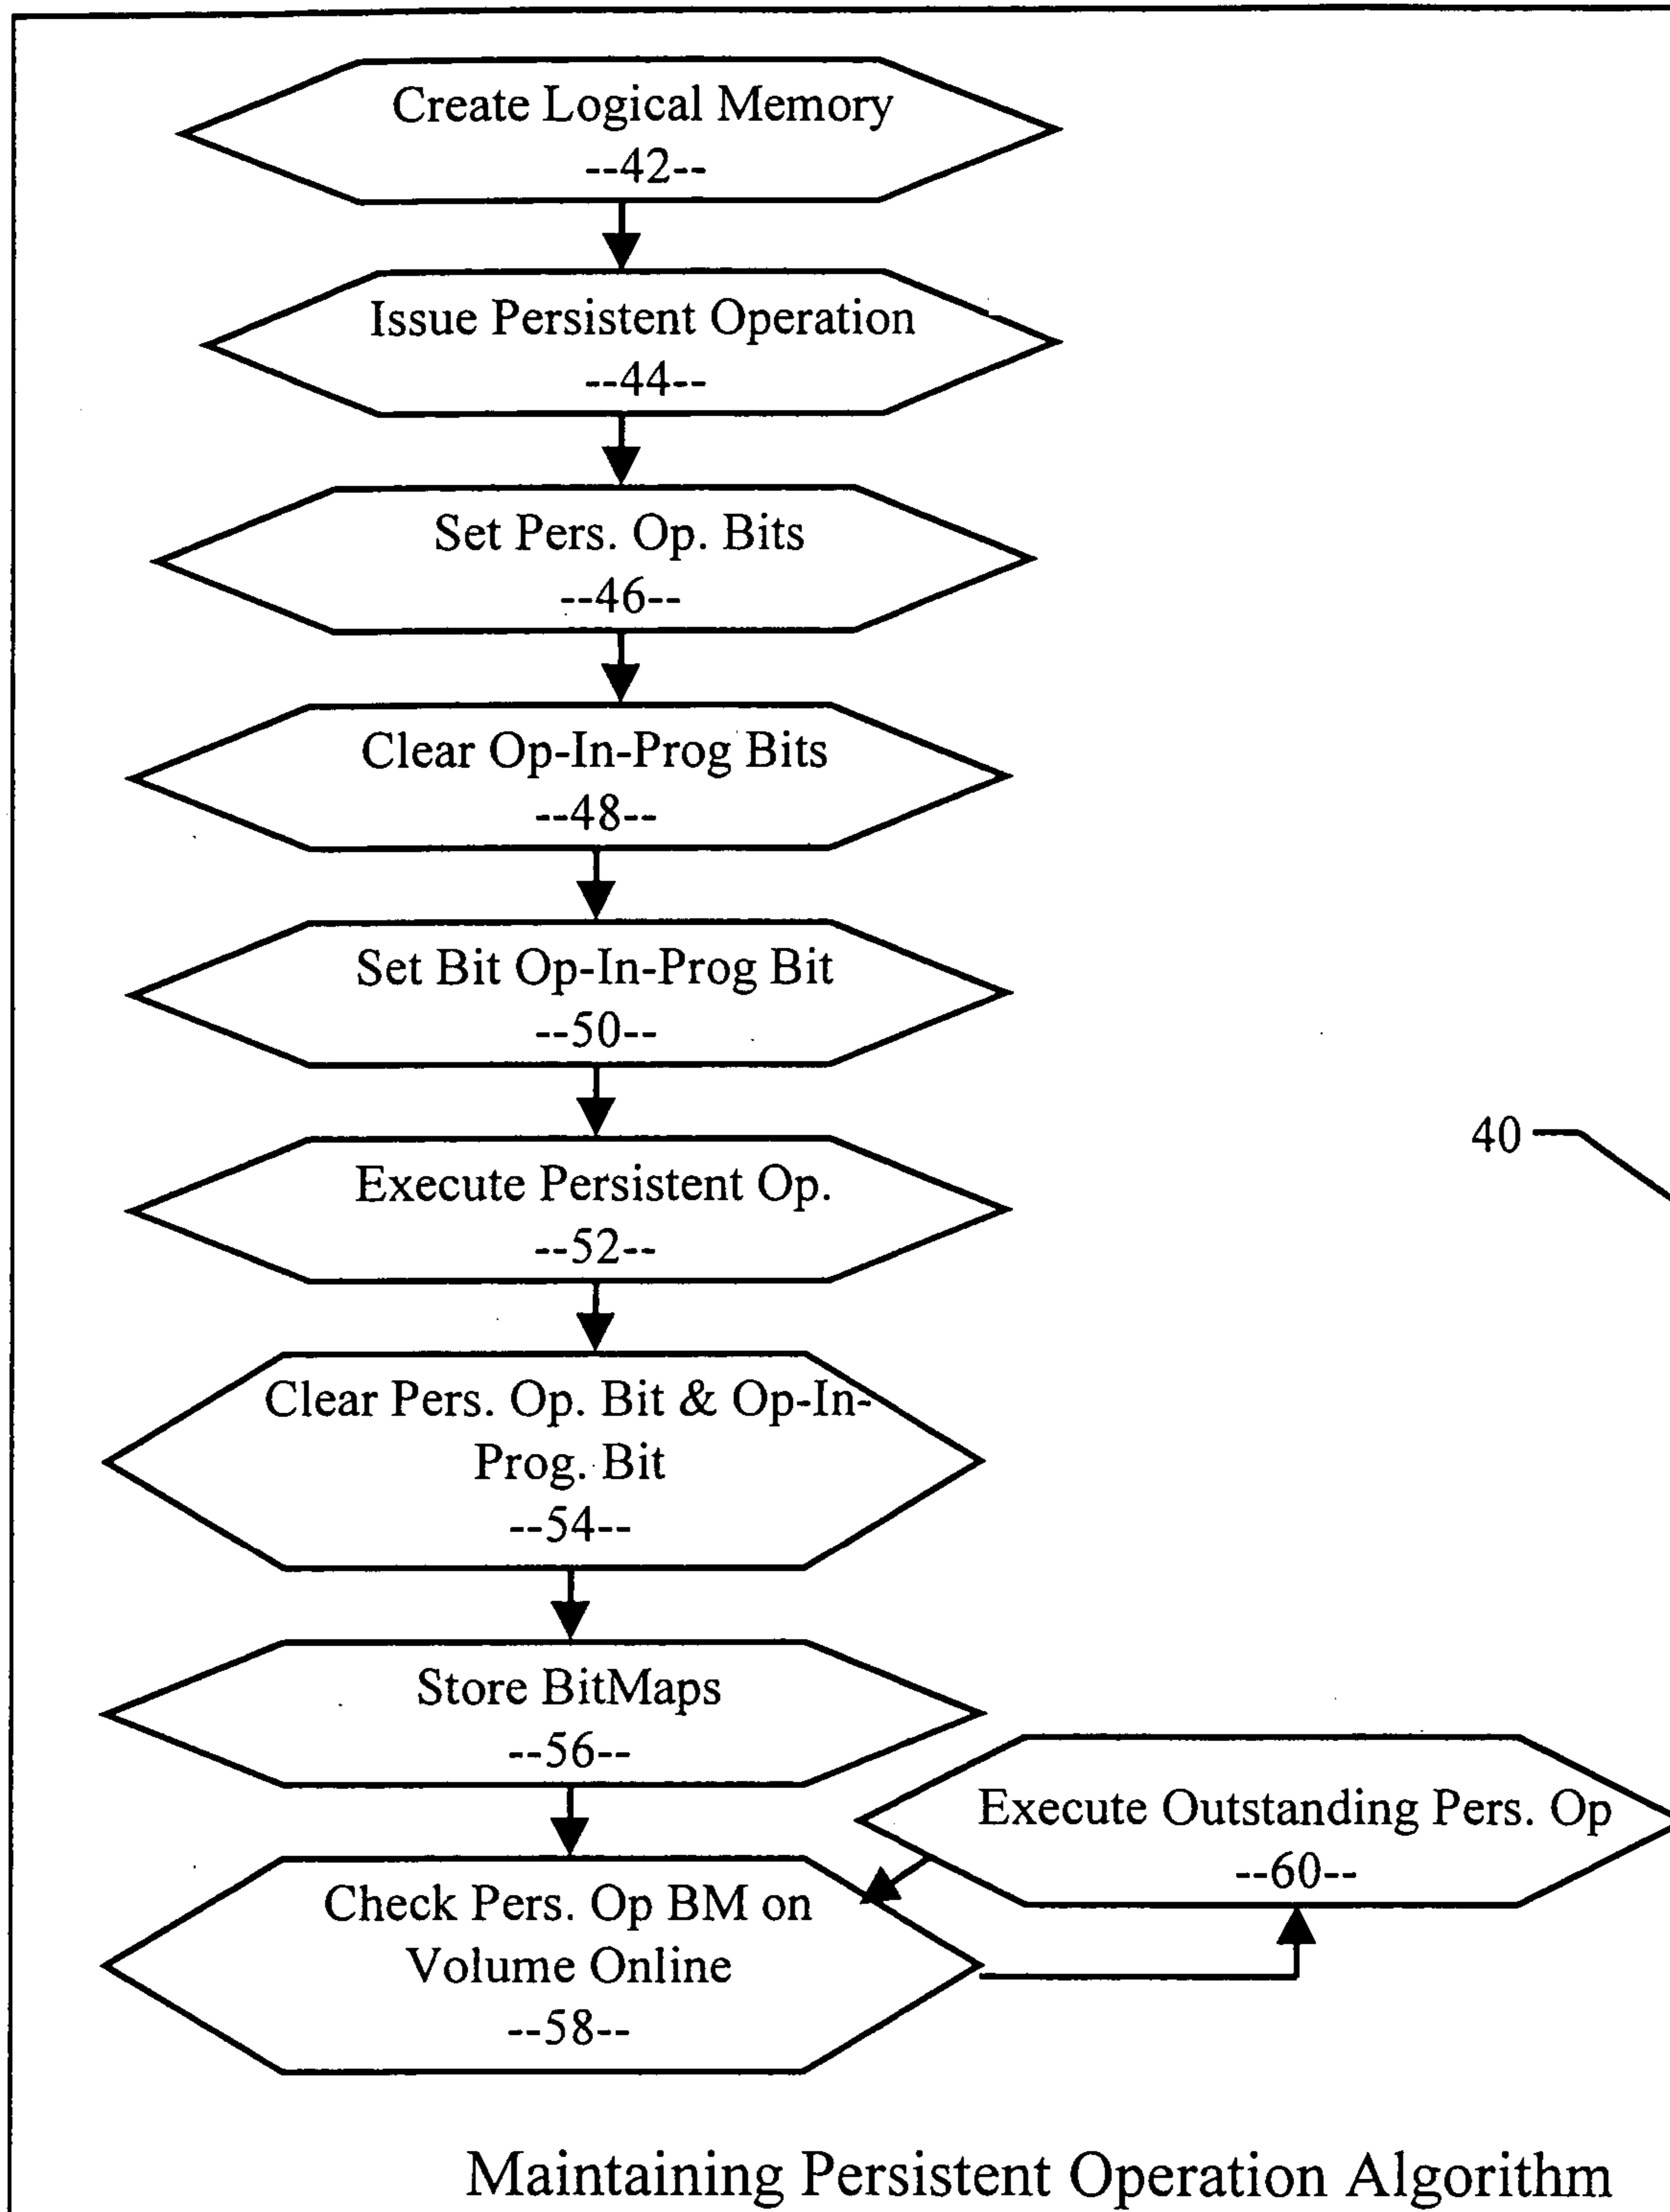 Create Logical Memory
--42--
Issue Persistent Operation
--44--
Set Pers. Op. Bits
--46--
Clear Op-In-Prog Bits
--48--
Set Bit Op-In-Prog Bit
--50--
40
Execute Persistent Op.
--52--
Clear Pers. Op. Bit & Op-In-
Prog. Bit
--54--
Store BitMaps
--56--
Execute Outstanding Pers. Op
--60--
Check Pers. Op BM on
Volume Online
--58--
Maintaining Persistent Operation Algorithm